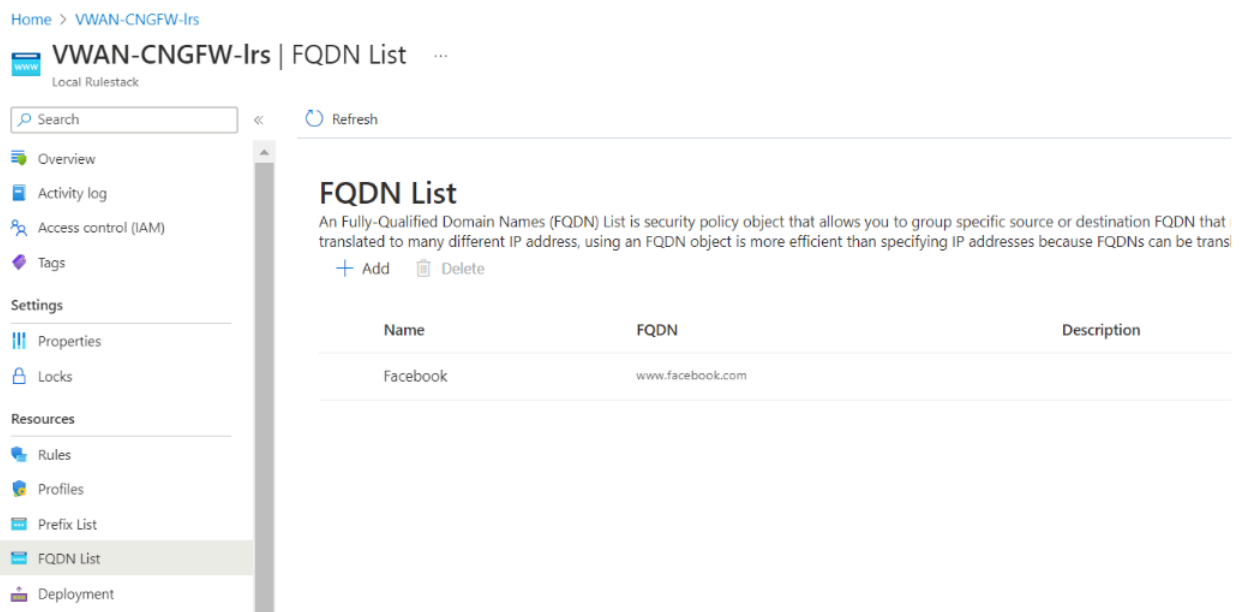 Home > VWAN-CNGFW-lrs
www
VWAN-CNGFW-lrs | FQDN List ...
Local Rulestack
Search «
Refresh
Overview
Activity log
Access control (IAM)
Tags
Settings
Properties
Locks
Resources
Rules
Profiles
Prefix List
FQDN List
Deployment
FQDN List
An Fully-Qualified Domain Names (FQDN) List is security policy object that allows you to group specific source or destination FQDN that
translated to many different IP address, using an FQDN object is more efficient than specifying IP addresses because FQDNs can be transl
+ Add Delete
Name FQDN Description
Facebook www.facebook.com